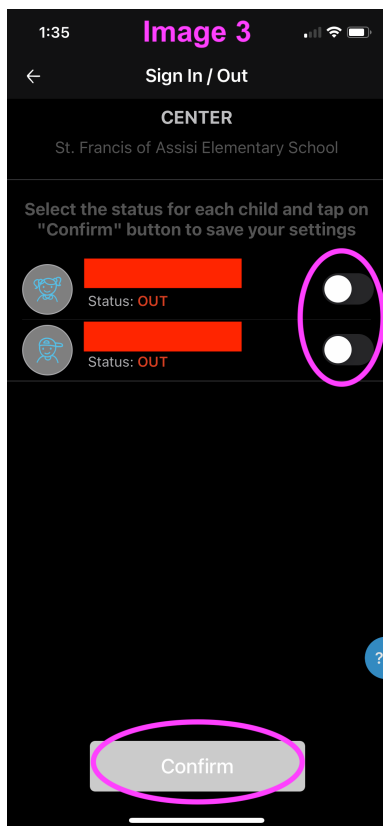 1:35
Image 3
Sign In / Out
CENTER
St. Francis of Assisi Elementary School
Select the status for each child and tap on
"Confirm" button to save your settings
Status: OUT
Status: OUT
?
Confirm